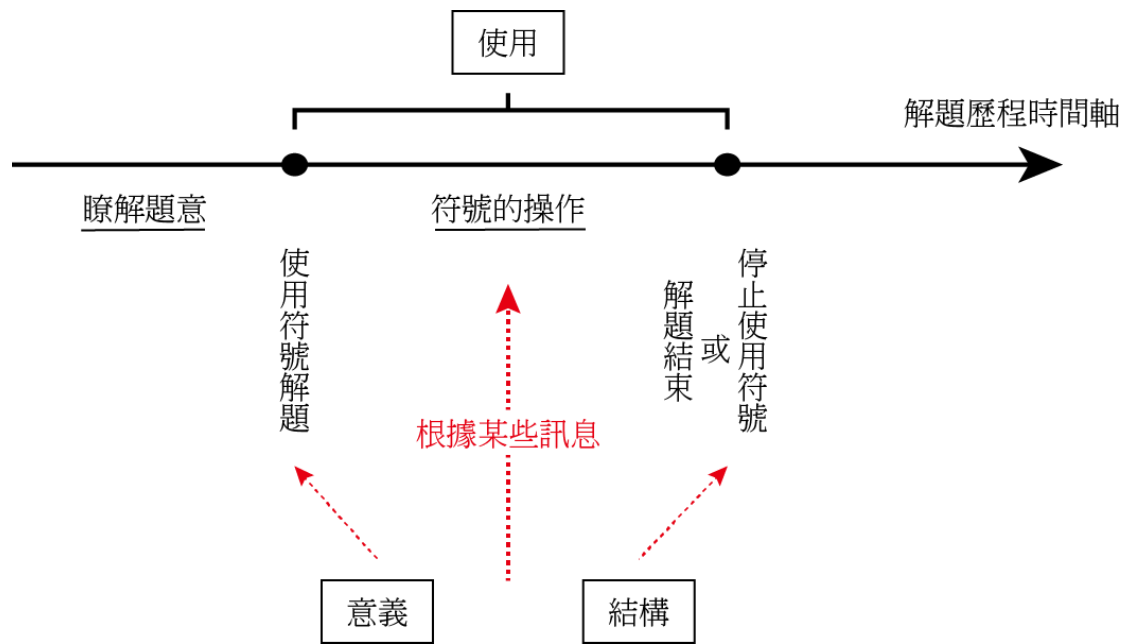 使用
解題歷程時間軸
瞭解題意
符號的操作
使用符號解題
停止使用符號
或
解題結束
根據某些訊息
意義
結構